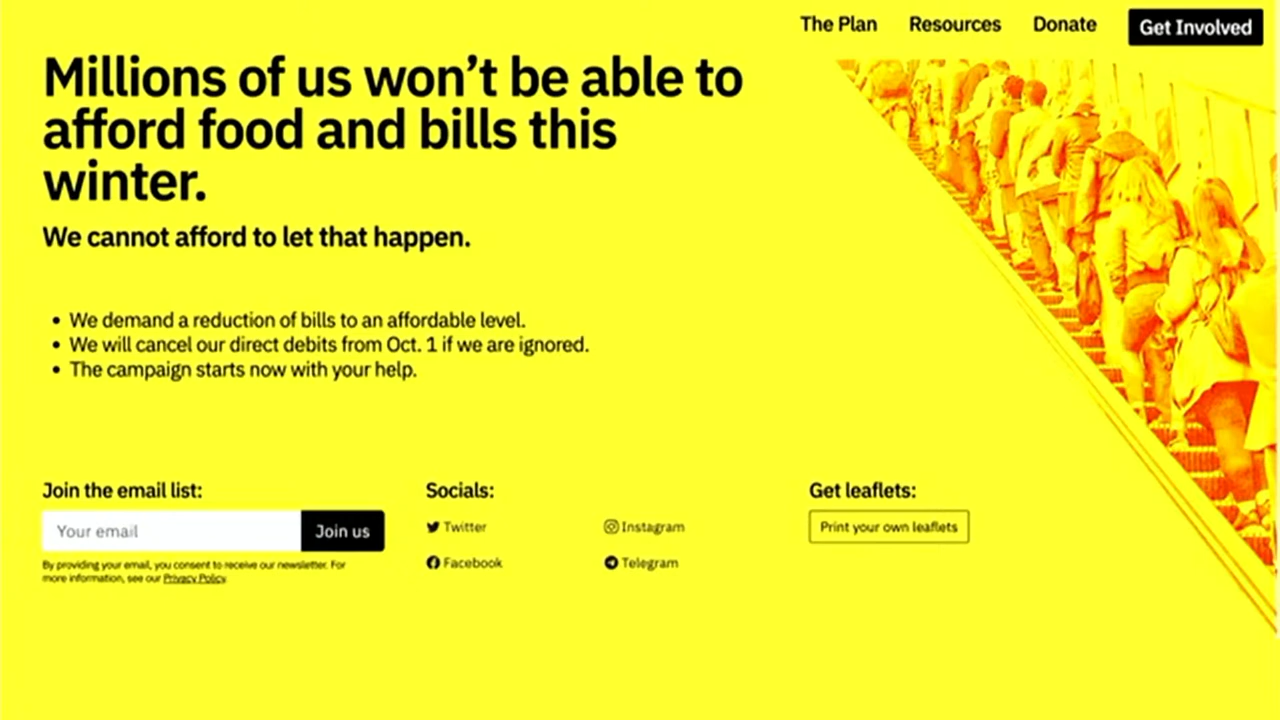 The Plan
Resources
Donate
Get Involved
Millions of us won’t be able to
afford food and bills this
winter.
We cannot afford to let that happen.
• We demand a reduction of bills to an affordable level.
• We will cancel our direct debits from Oct. 1 if we are ignored.
• The campaign starts now with your help.
Join the email list:
Your email
Join us
By providing your email, you consent to receive our newsletter. For
more information, see our Privacy Policy.
Socials:
Twitter
Instagram
Facebook
Telegram
Get leaflets:
Print your own leaflets